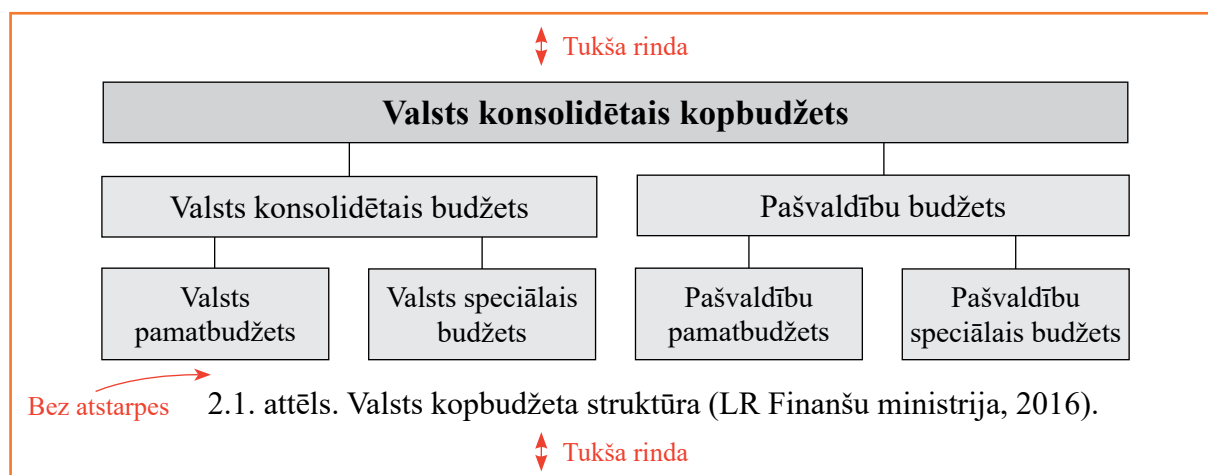 Tukša rinda
Valsts konsolidētais kopbudžets
Valsts konsolidētais budžets
Pašvaldību budžets
Valsts
pamatbudžets
Valsts speciālais
budžets
Pašvaldību
pamatbudžets
Pašvaldību
speciālais budžets
Bez atstarpes
2.1. attēls. Valsts kopbudžeta struktūra (LR Finanšu ministrija, 2016).
Tukša rinda